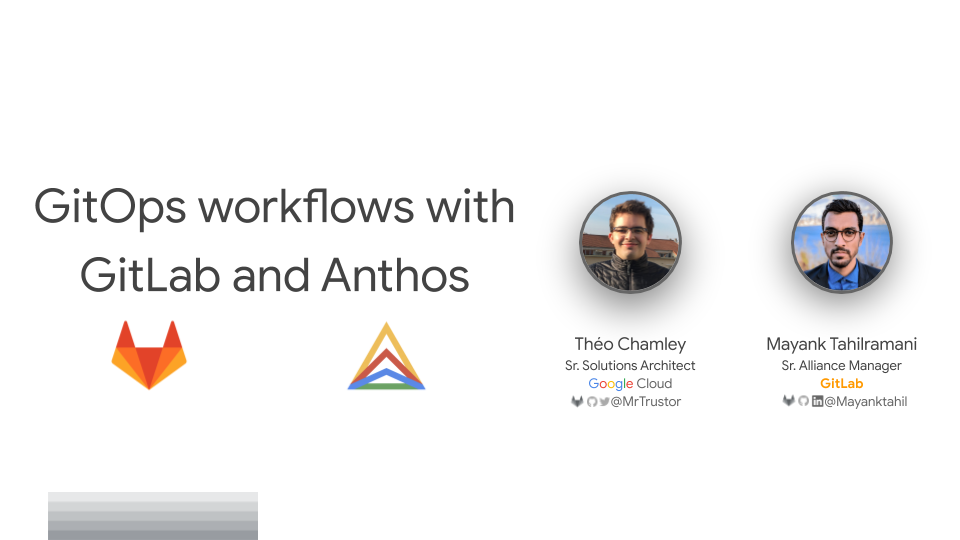 GitOps workflows with
GitLab and Anthos
Théo Chamley
Sr. Solutions Architect
Google Cloud
@MrTrustor
Mayank Tahilramani
Sr. Alliance Manager
GitLab
@Mayanktahil